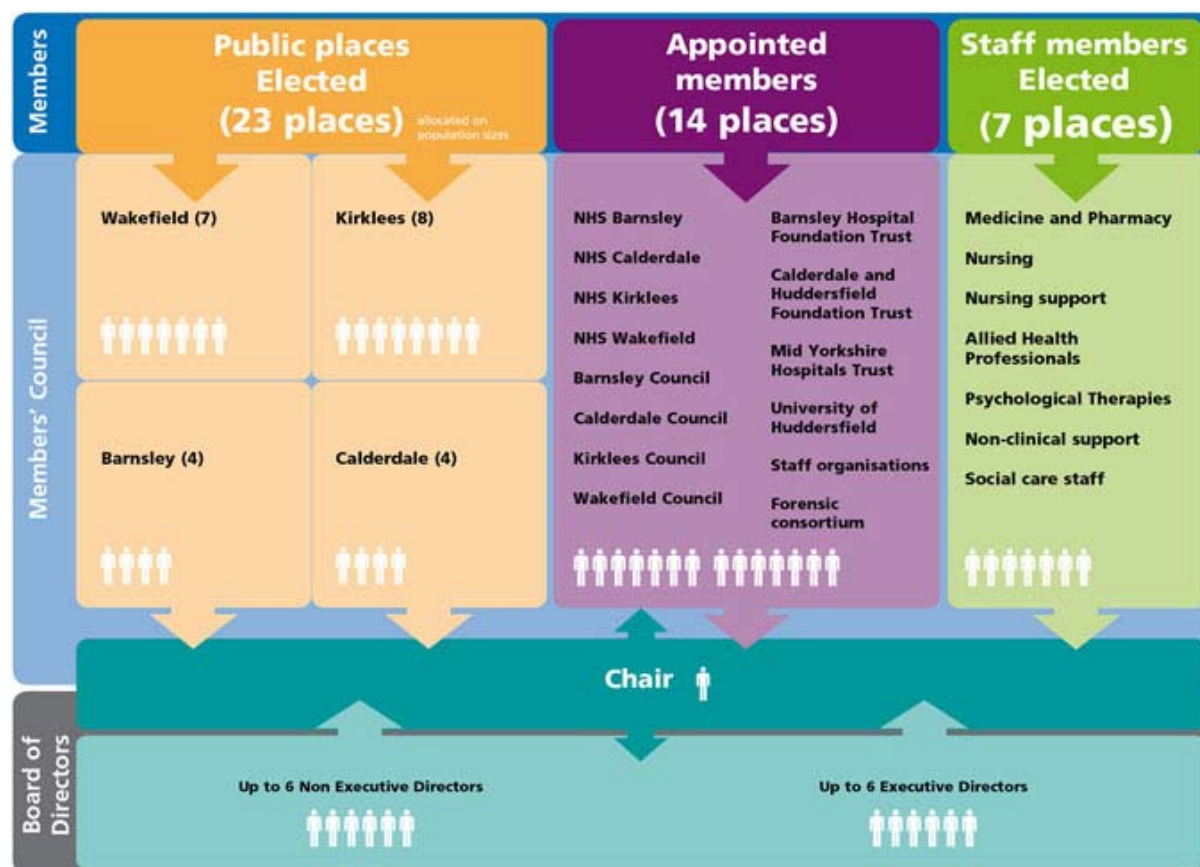 Members
Public places
Elected
(23 places)
allocated on
population sizes
Appointed
members
(14 places)
Staff members
Elected
(7 places)
Members' Council
Wakefield (7)
Kirklees (8)
Barnsley (4)
Calderdale (4)
NHS Barnsley
NHS Calderdale
NHS Kirklees
NHS Wakefield
Barnsley Council
Calderdale Council
Kirklees Council
Wakefield Council
Barnsley Hospital
Foundation Trust
Calderdale and
Huddersfield
Foundation Trust
Mid Yorkshire
Hospitals Trust
University of
Huddersfield
Staff organisations
Forensic
consortium
Medicine and Pharmacy
Nursing
Nursing support
Allied Health
Professionals
Psychological Therapies
Non-clinical support
Social care staff
Chair
Board of
Directors
Up to 6 Non Executive Directors
Up to 6 Executive Directors